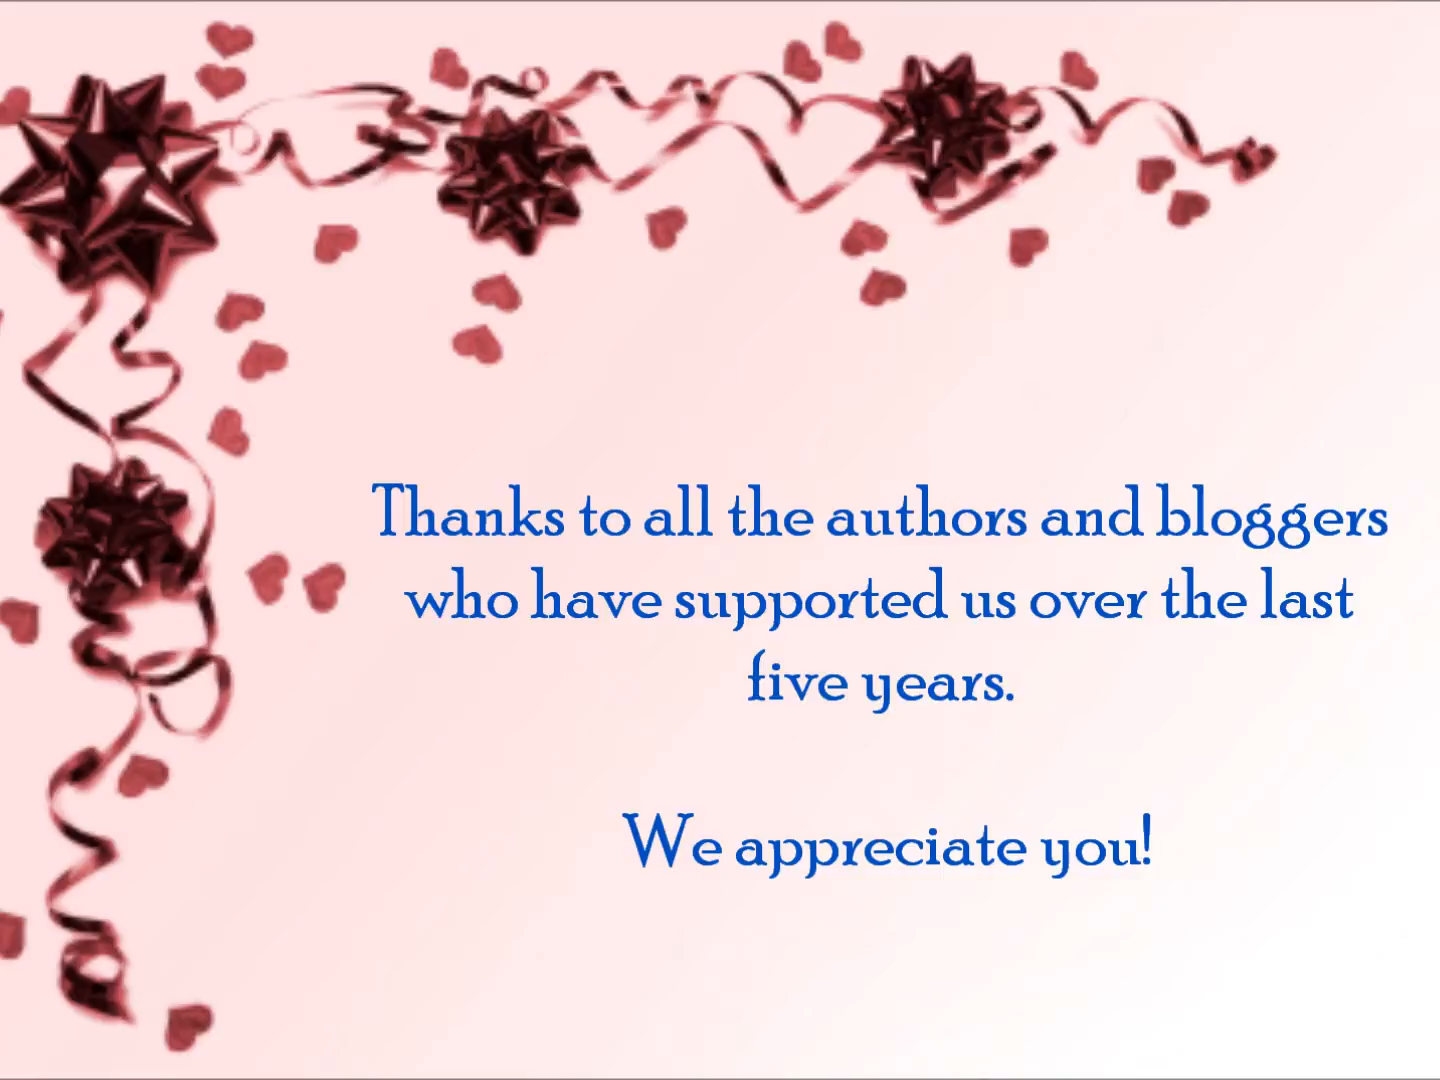 Thanks to all the authors and bloggers
who have supported us over the last
five years.
We appreciate you!